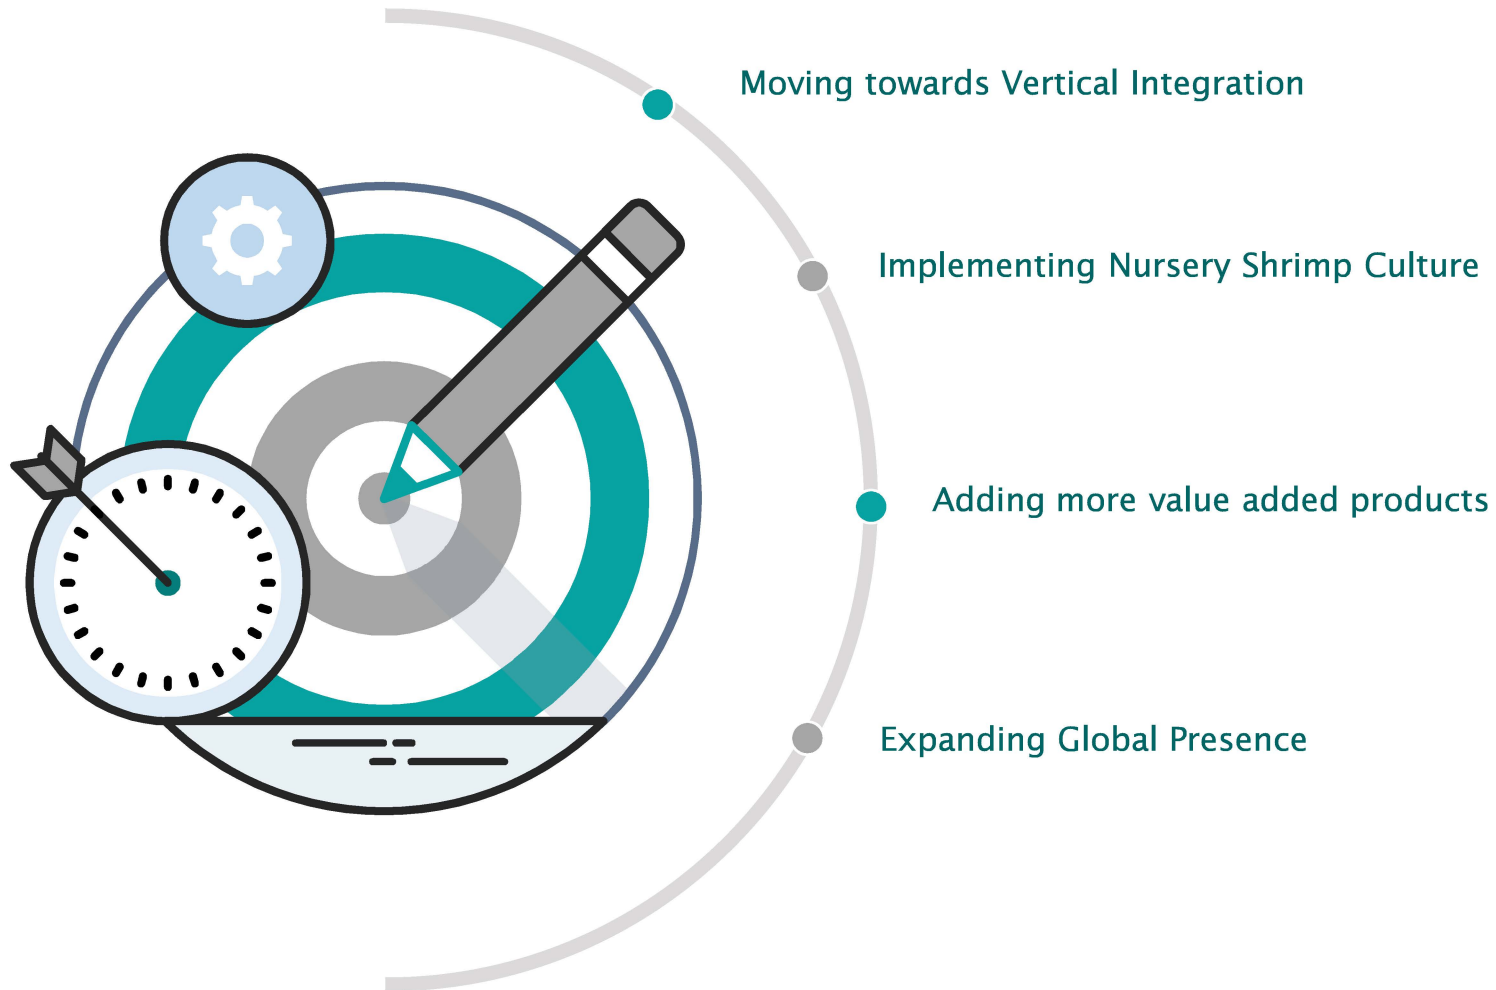 Moving towards Vertical Integration
Implementing Nursery Shrimp Culture
Adding more value added products
Expanding Global Presence